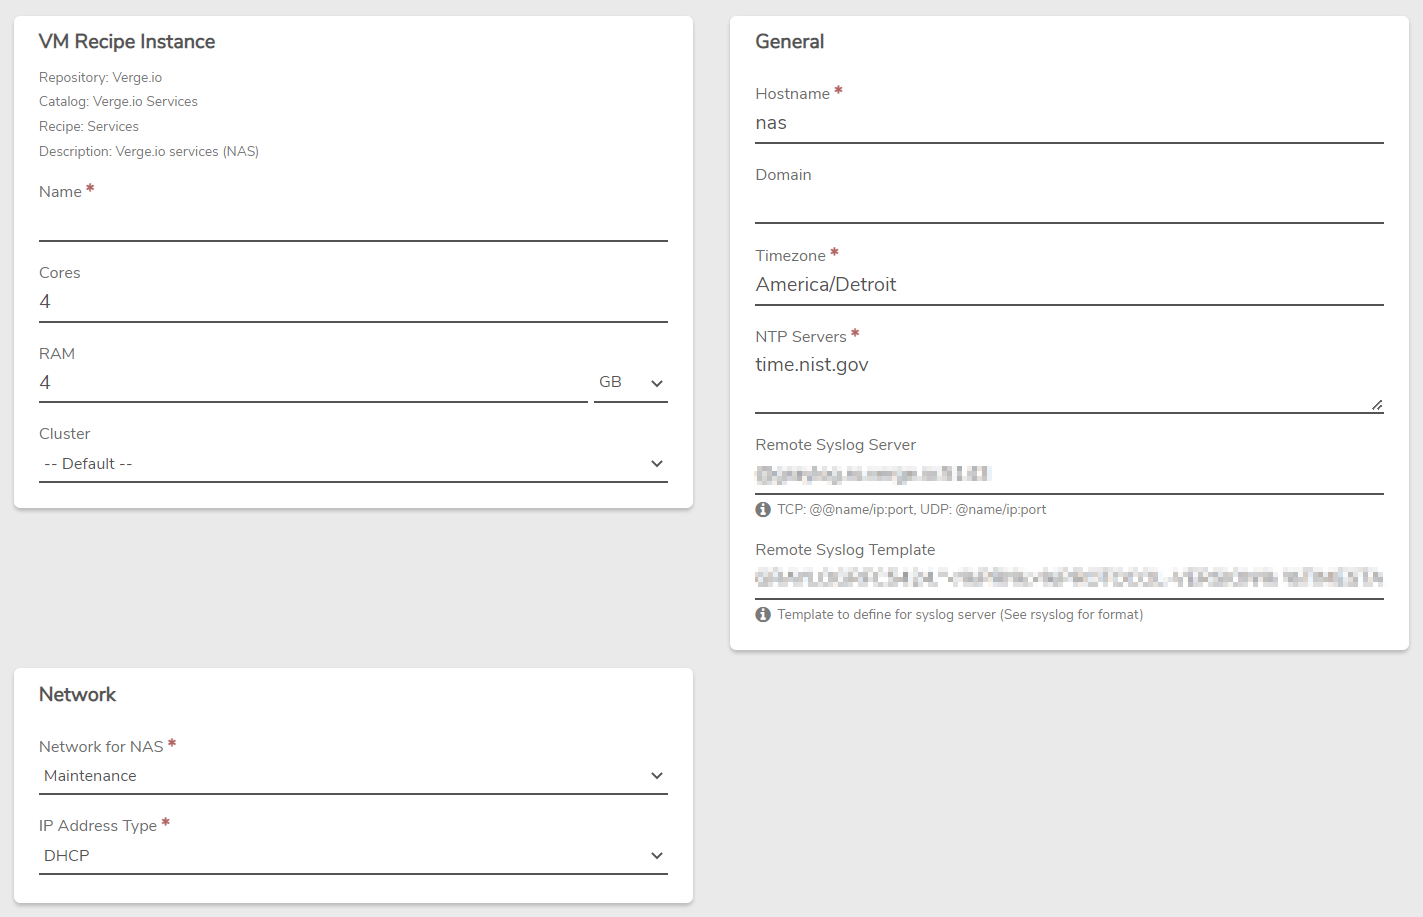 VM Recipe Instance
Repository: Verge.io
Catalog: Verge.io Services
Recipe: Services
Description: Verge.io services (NAS)
Name *
Cores
4
RAM
4 GB
Cluster
-- Default --
General
Hostname *
nas
Domain
Timezone *
America/Detroit
NTP Servers *
time.nist.gov
Remote Syslog Server
TCP: @@name/ip:port, UDP: @name/ip:port
Remote Syslog Template
Template to define for syslog server (See rsyslog for format)
Network
Network for NAS *
Maintenance
IP Address Type *
DHCP